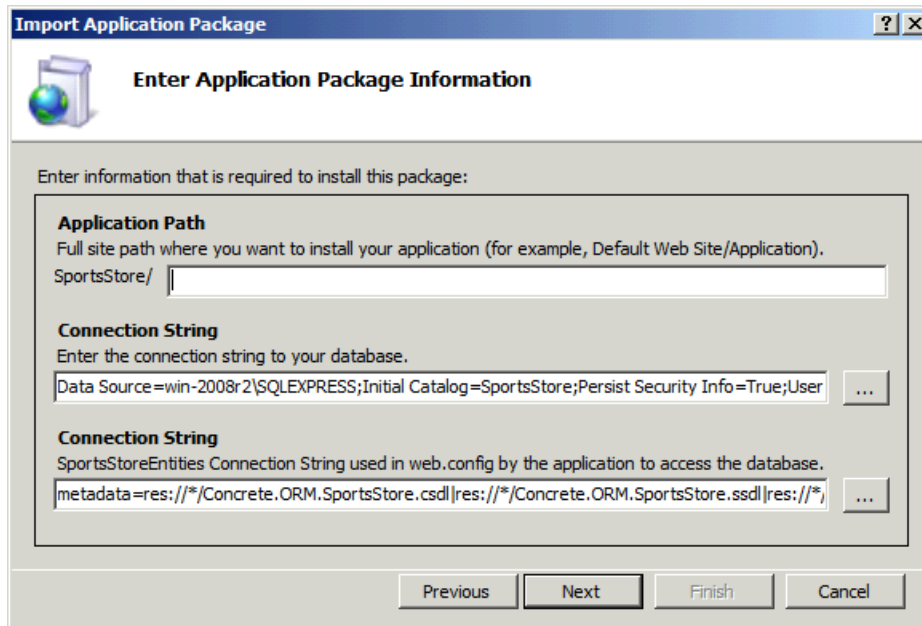 Import Application Package
Enter Application Package Information
Enter information that is required to install this package:
Application Path
Full site path where you want to install your application (for example, Default Web Site/Application).
SportsStore/
Connection String
Enter the connection string to your database.
Data Source=win-2008r2\SQLEXPRESS;Initial Catalog=SportsStore;Persist Security Info=True;User
...
Connection String
SportsStoreEntities Connection String used in web.config by the application to access the database.
metadata=res://*/Concrete.ORM.SportsStore.csdl|res://*/Concrete.ORM.SportsStore.ssdl|res://*/
...
Previous Next Finish Cancel